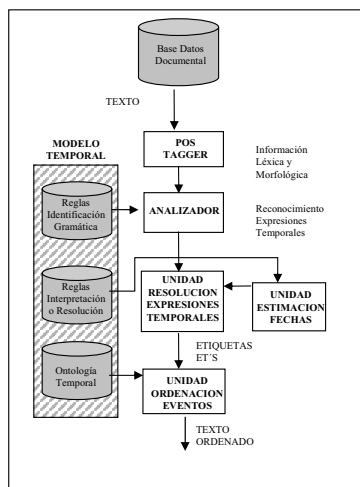 Base Datos
Documental
TEXTO
MODELO
TEMPORAL
POS
TAGGER
Información
Léxica y
Morfológica
Reglas
Identificación
Gramática
ANALIZADOR
Reconocimiento
Expresiones
Temporales
Reglas
Interpretación
o Resolución
UNIDAD
RESOLUCION
EXPRESIONES
TEMPORALES
UNIDAD
ESTIMACION
FECHAS
ETIQUETAS
ET´S
Ontología
Temporal
UNIDAD
ORDENACION
EVENTOS
TEXTO
ORDENADO